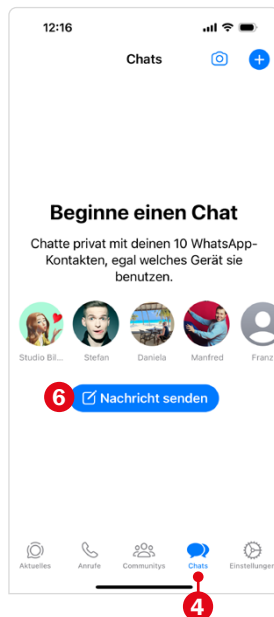 12:16
Chats
Beginne einen Chat
Chatte privat mit deinen 10 WhatsApp-
Kontakten, egal welches Gerät sie
benutzen.
Studio Bil... Stefan Daniela Manfred Franz
6 Nachricht senden
Aktuelles Anrufe Communitys Chats Einstellungen
4